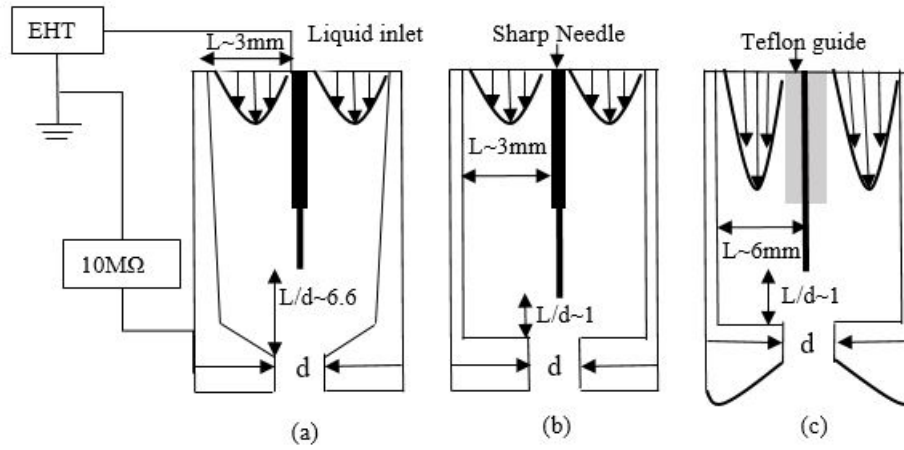 EHT
L~3mm
Liquid inlet
Sharp Needle
Teflon guide
L~3mm
10MΩ
L/d~6.6
L/d~1
L~6mm
L/d~1
d
d
d
(a)
(b)
(c)